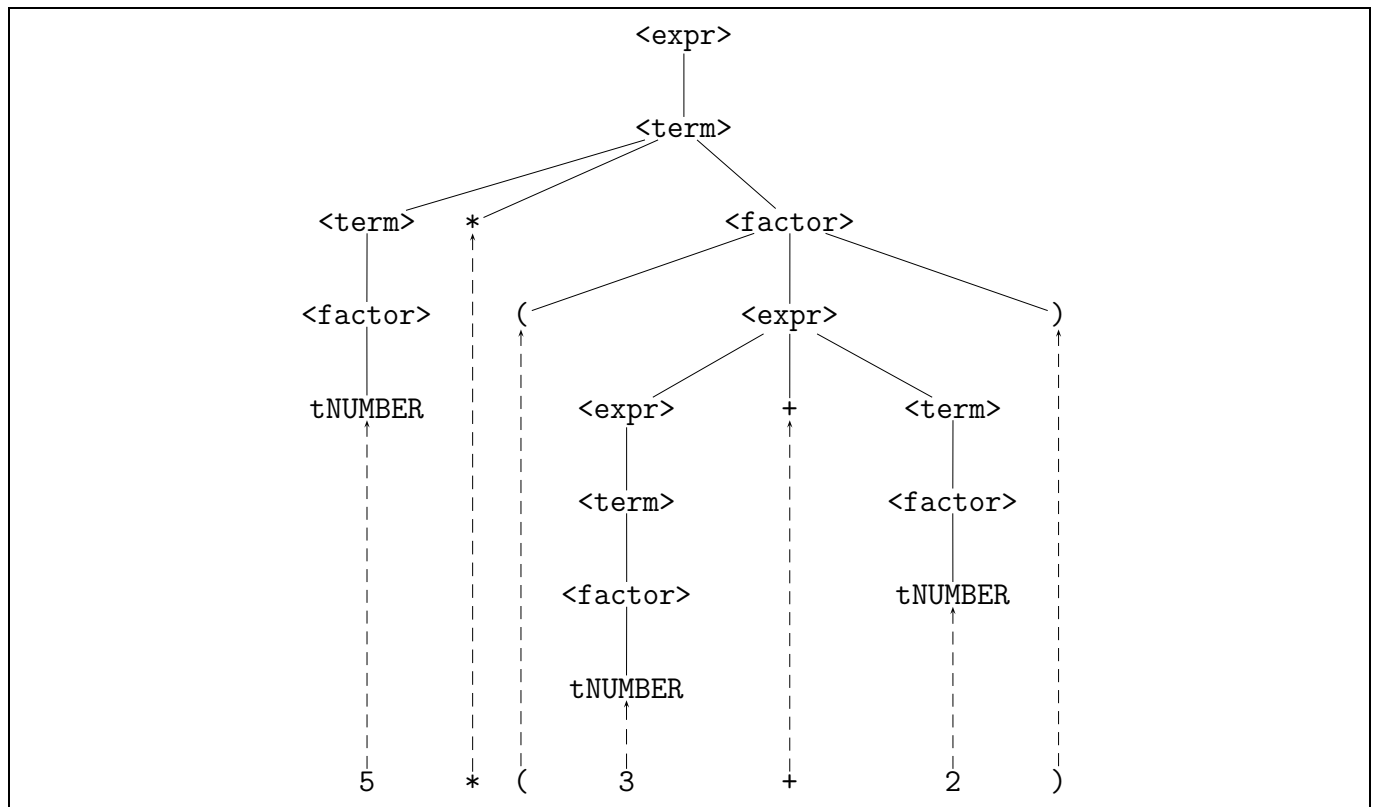 <expr>
<term>
<term> * <factor>
<factor> ( <expr> )
tNUMBER <expr> + <term>
<term> <factor>
<factor> tNUMBER
tNUMBER
5 * ( 3 + 2 )